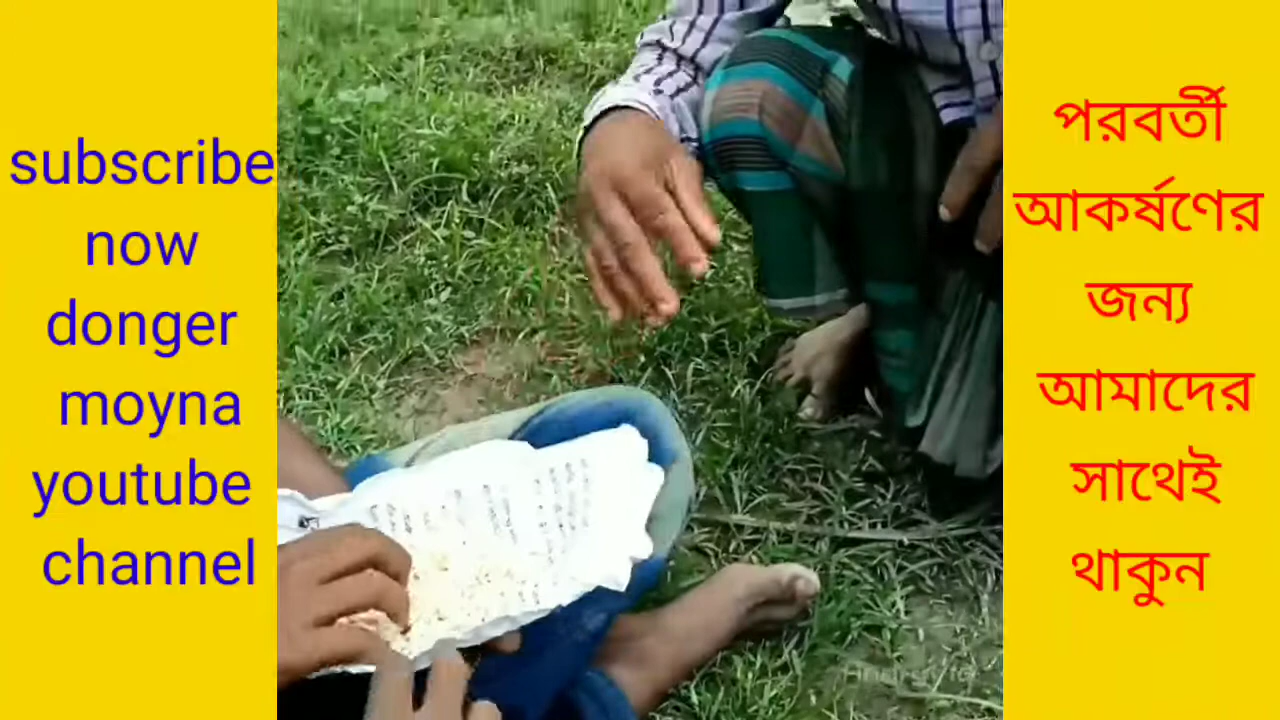 subscribe
now
donger
moyna
youtube
channel
পরবর্তী
আকর্ষণের
জন্য
আমাদের
সাথেই
থাকুন